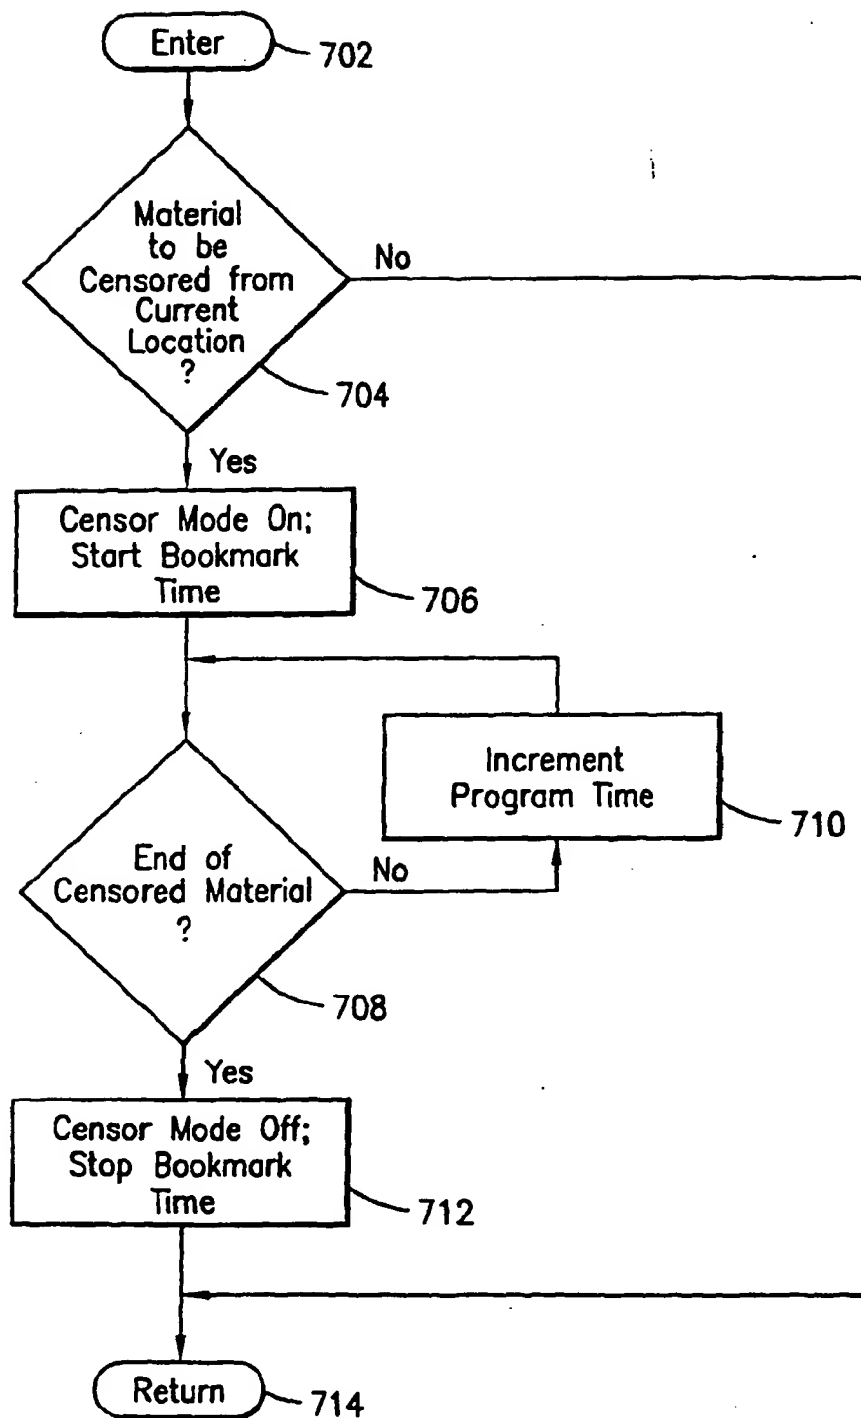 Enter
702
Material
to be
Censored from
Current
Location
?
No
704
Yes
Censor Mode On;
Start Bookmark
Time
706
Increment
Program Time
710
End of
Censored Material
?
No
708
Yes
Censor Mode Off;
Stop Bookmark
Time
712
Return
714